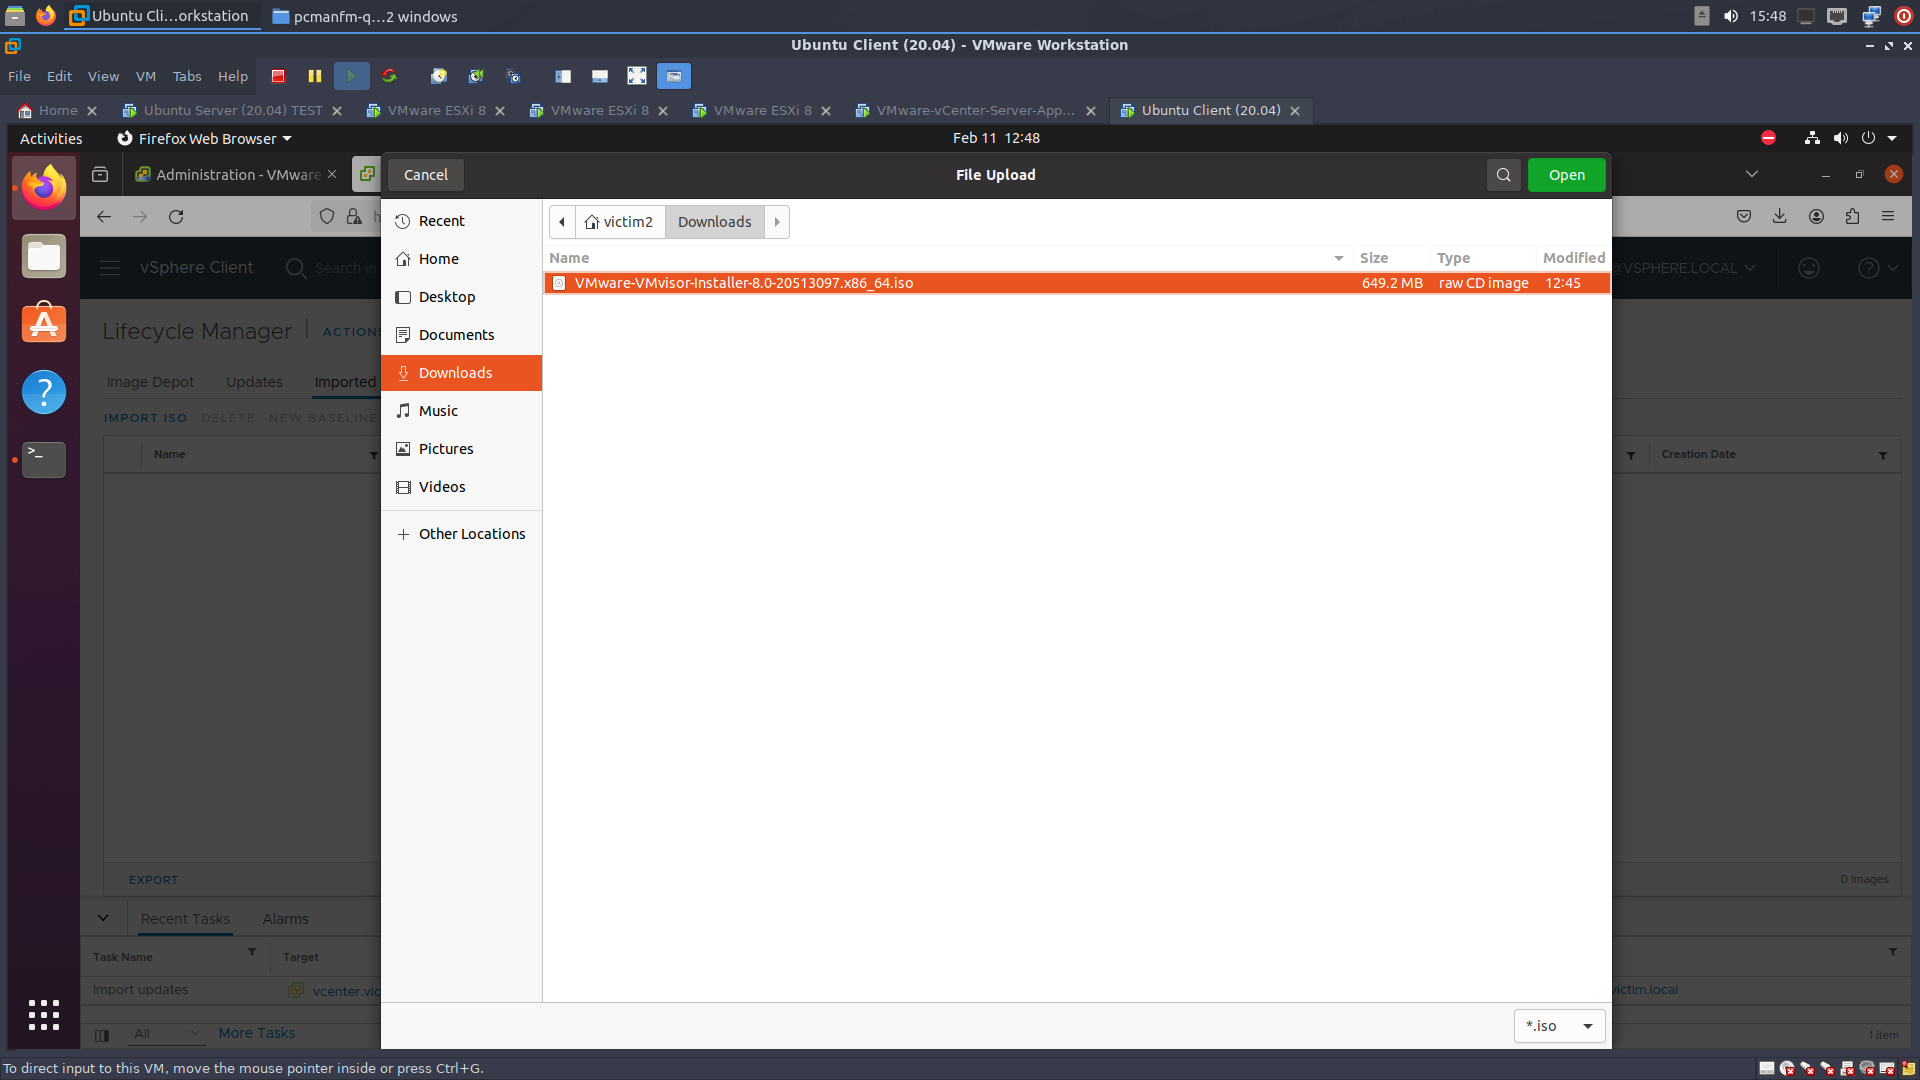 Ubuntu Cli...orkstation
pcmanfm-q...2 windows
15:48
Ubuntu Client (20.04) - VMware Workstation
File Edit View VM Tabs Help
Home
Ubuntu Server (20.04) TEST
VMware ESXi 8
VMware ESXi 8
VMware ESXi 8
VMware-vCenter-Server-App...
Ubuntu Client (20.04)
Activities
Firefox Web Browser
Feb 11 12:48
Administration - VMware
Cancel
File Upload
Open
Recent
Home
Desktop
Documents
Downloads
Music
Pictures
Videos
Other Locations
victim2
Downloads
Name Size Type Modified
VMware-VMvisor-Installer-8.0-20513097.x86_64.iso 649.2 MB raw CD image 12:45
*.iso
vSphere Client
Search in
@VSPHERE.LOCAL
Lifecycle Manager
ACTIONS
Image Depot
Updates
Imported
IMPORT ISO DELETE NEW BASELINE
Name
Creation Date
EXPORT
0 Images
Recent Tasks
Alarms
Task Name
Target
Import updates
vcenter.vic
victim.local
All
More Tasks
1 item
To direct input to this VM, move the mouse pointer inside or press Ctrl+G.